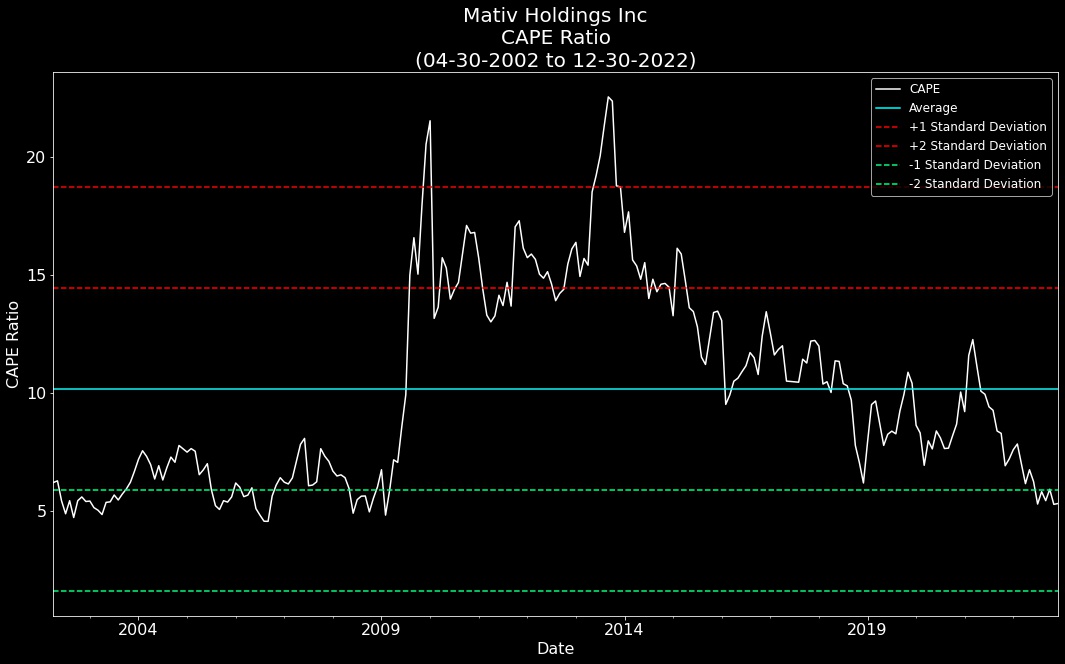 Mativ Holdings Inc
CAPE Ratio
(04-30-2002 to 12-30-2022)
CAPE
Average
+1 Standard Deviation
+2 Standard Deviation
-1 Standard Deviation
-2 Standard Deviation
CAPE Ratio
20
15
10
5
2004
2009
2014
2019
Date